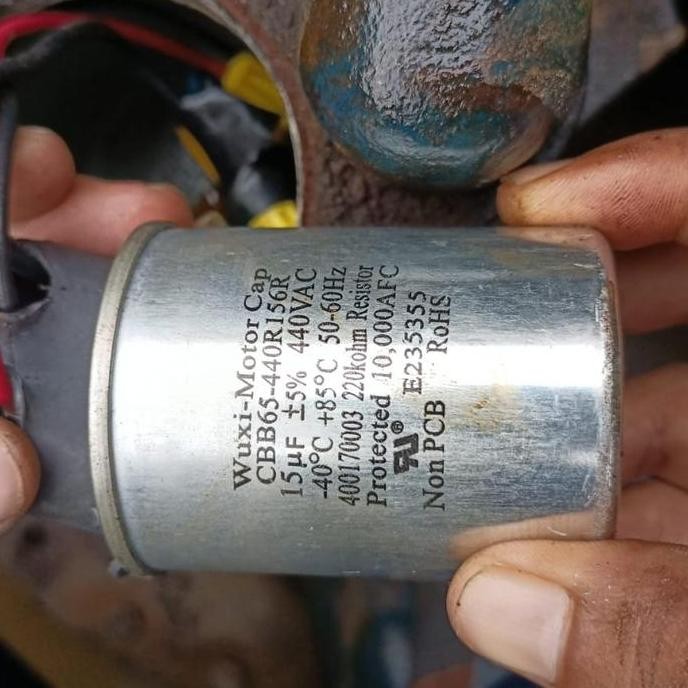 Wuxi-Motor Cap
CBB65-440R156R
15µF ±5% 440VAC
-40°C +85°C 50-60Hz
400170003 220kohm Resistor
Protected 10,000AFC
RU® E235355
Non PCB RoHS